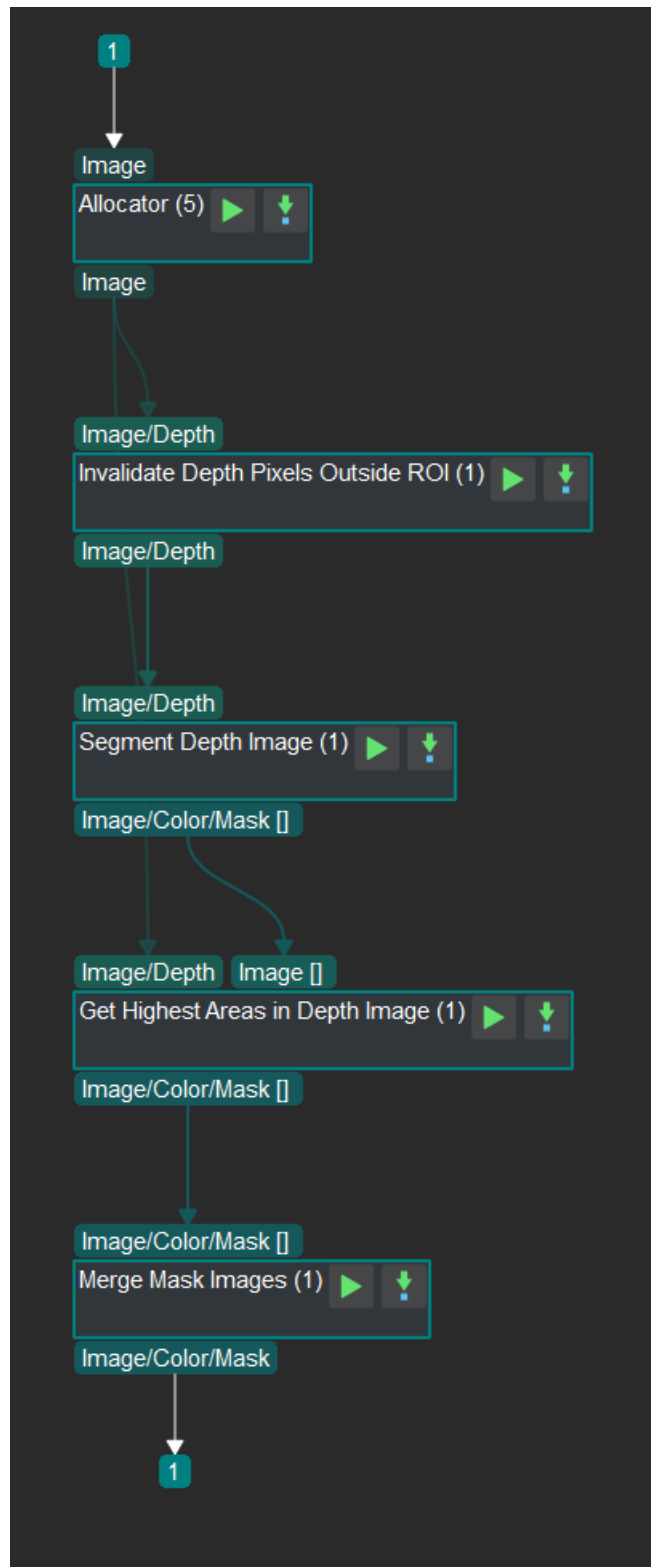 1
Image
Allocator (5)
Image
Image/Depth
Invalidate Depth Pixels Outside ROI (1)
Image/Depth
Image/Depth
Segment Depth Image (1)
Image/Color/Mask []
Image/Depth Image []
Get Highest Areas in Depth Image (1)
Image/Color/Mask []
Image/Color/Mask []
Merge Mask Images (1)
Image/Color/Mask
1